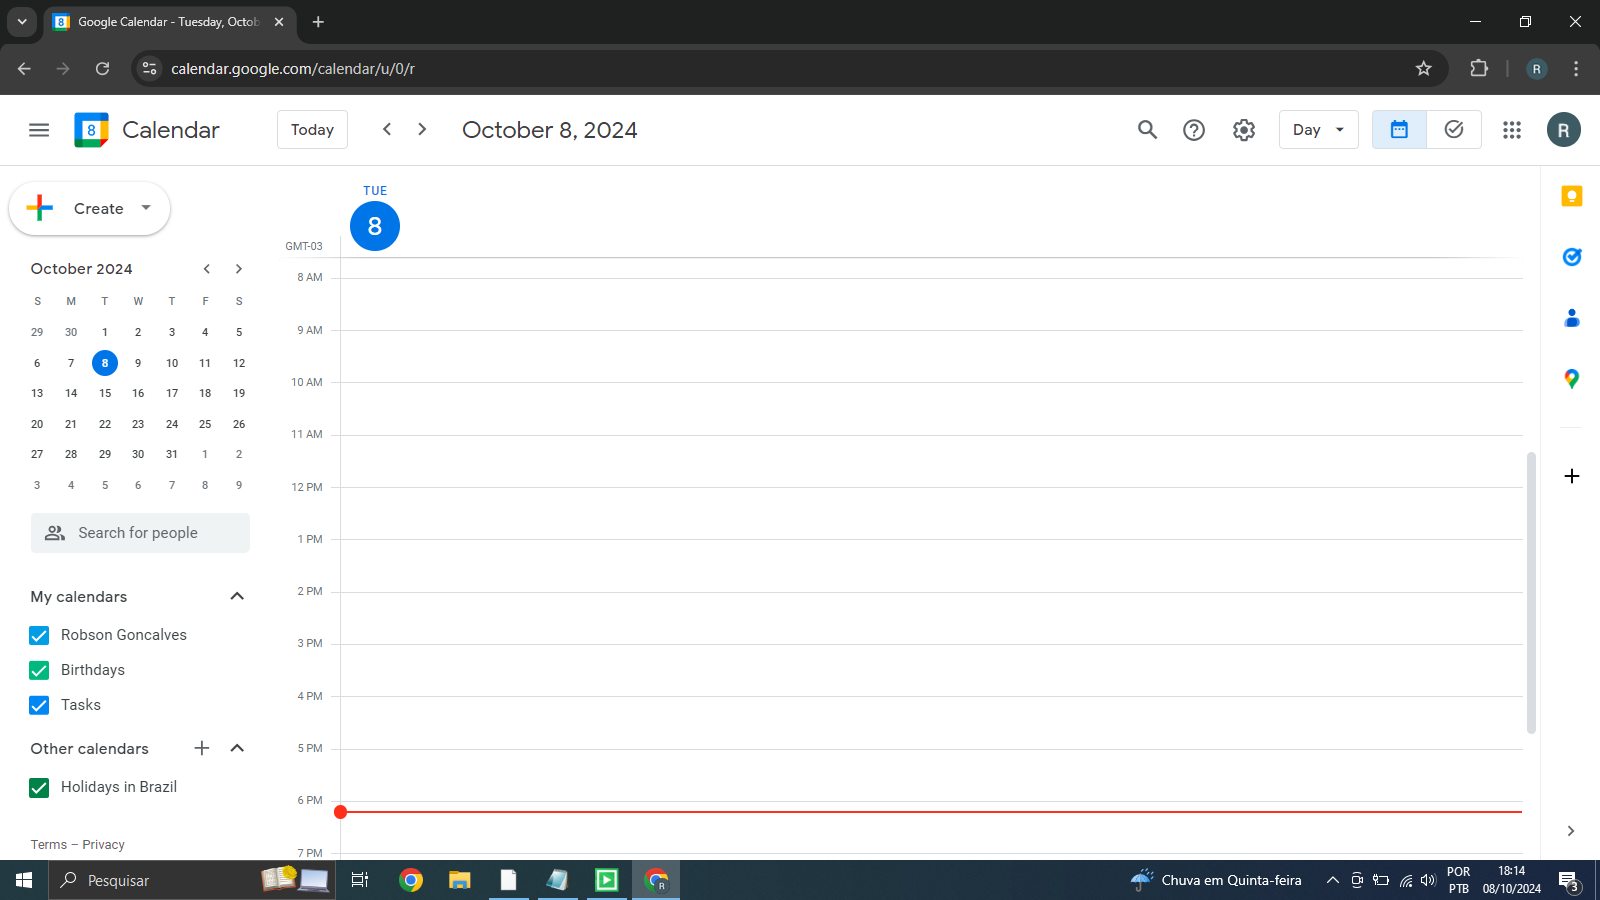 Google Calendar - Tuesday, Octob
calendar.google.com/calendar/u/0/r
8
Calendar
Today
October 8, 2024
Day
R
Create
TUE
8
GMT-03
October 2024
S M T W T F S
29 30 1 2 3 4 5
6 7 8 9 10 11 12
13 14 15 16 17 18 19
20 21 22 23 24 25 26
27 28 29 30 31 1 2
3 4 5 6 7 8 9
Search for people
My calendars
Robson Goncalves
Birthdays
Tasks
Other calendars
Holidays in Brazil
Terms – Privacy
8 AM
9 AM
10 AM
11 AM
12 PM
1 PM
2 PM
3 PM
4 PM
5 PM
6 PM
7 PM
Pesquisar
Chuva em Quinta-feira
POR
PTB
18:14
08/10/2024
3